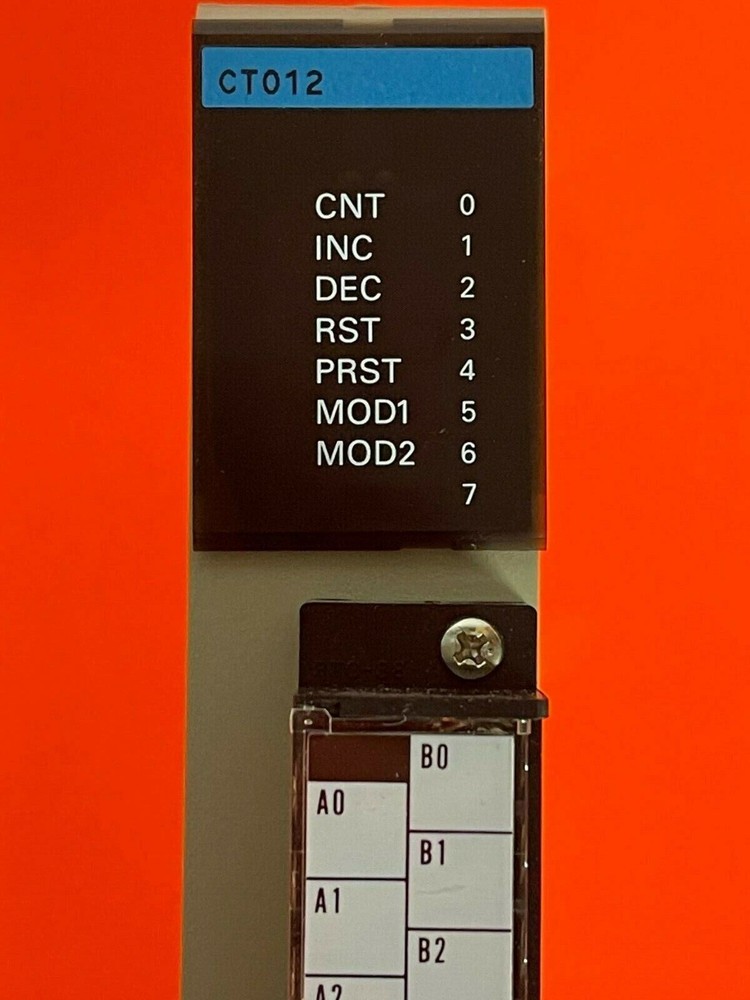 CT012
CNT 0
INC 1
DEC 2
RST 3
PRST 4
MOD1 5
MOD2 6
7
B0
A0
B1
A1
B2
A2